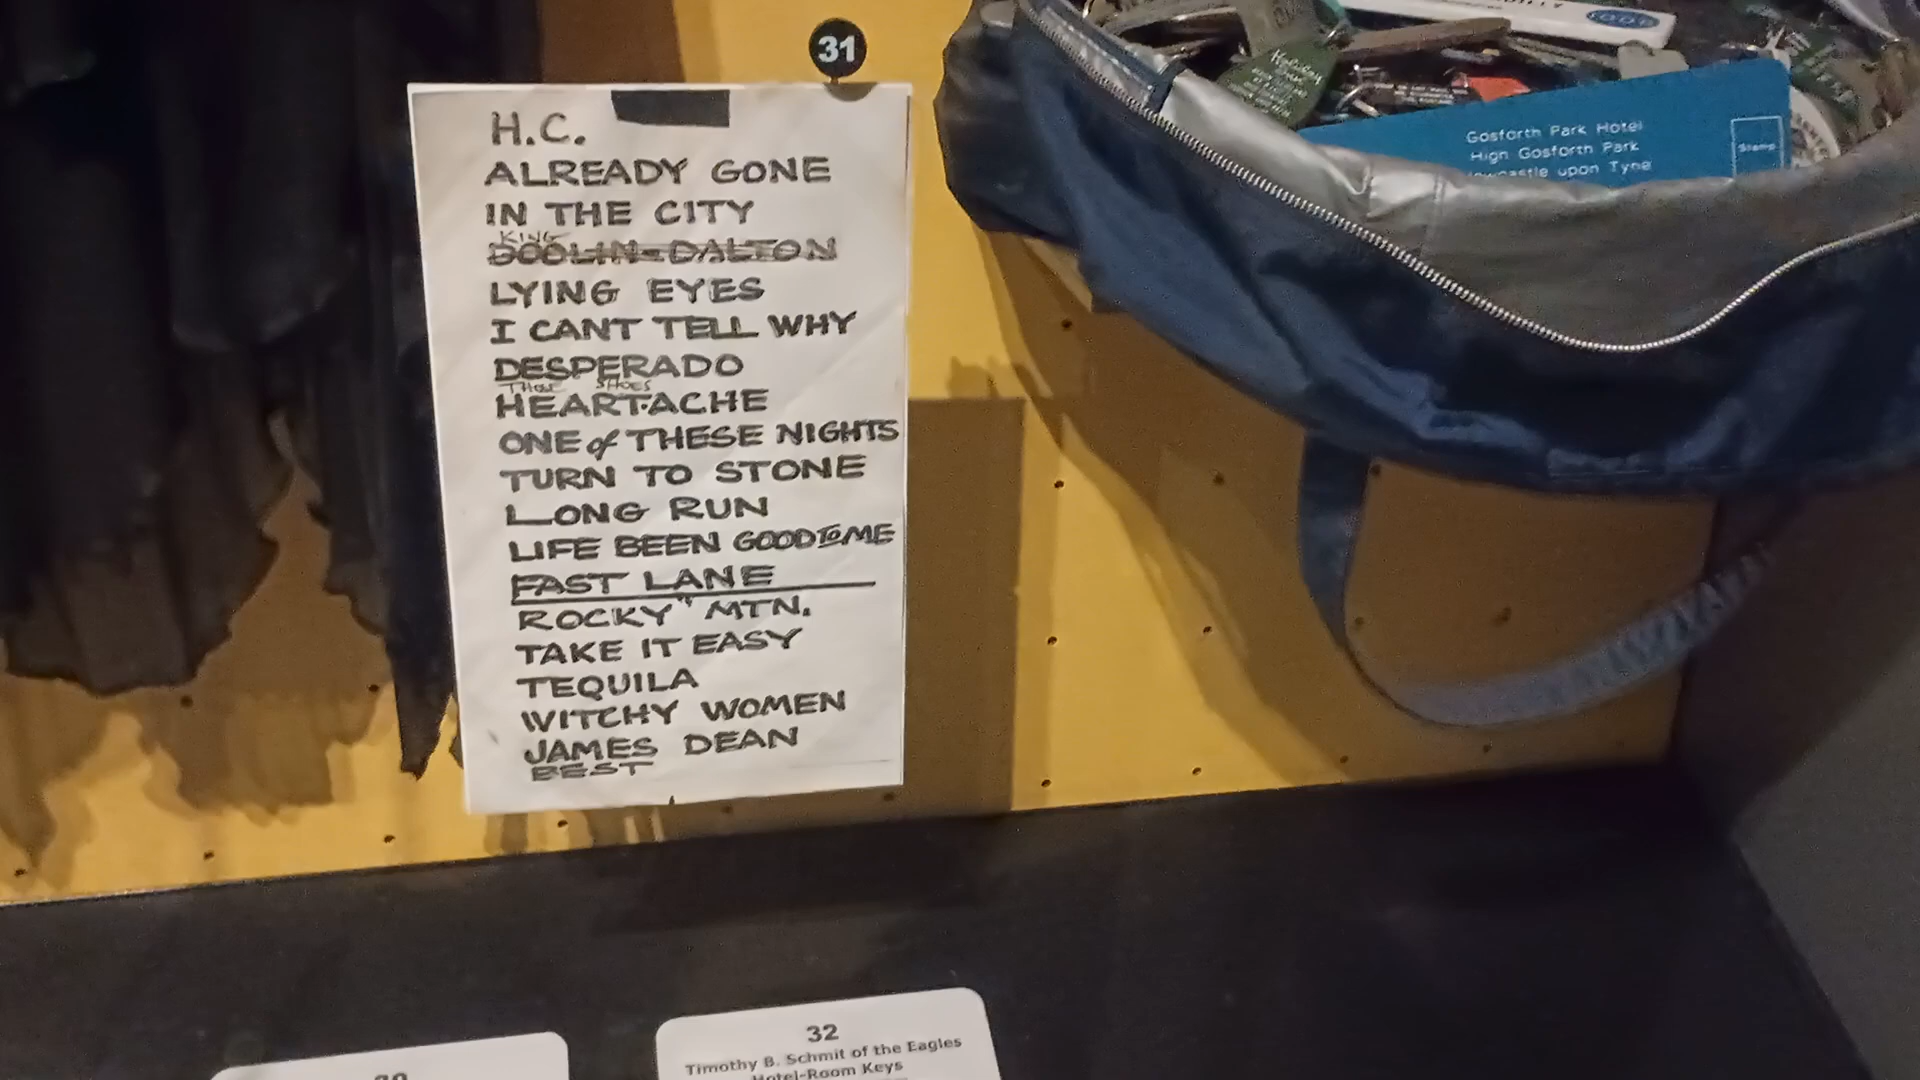 31
H.C.
ALREADY GONE
IN THE CITY
KING
DOOLIN-DALTON
LYING EYES
I CANT TELL WHY
DESPERADO
THOSE SHOES
HEARTACHE
ONE of THESE NIGHTS
TURN TO STONE
LONG RUN
LIFE BEEN GOOD TO ME
FAST LANE
ROCKY MTN.
TAKE IT EASY
TEQUILA
WITCHY WOMEN
JAMES DEAN
BEST
Holiday
Inn
Gosforth Park Hotel
High Gosforth Park
Newcastle upon Tyne
Stamp
32
Timothy B. Schmit of the Eagles
Hotel-Room Keys